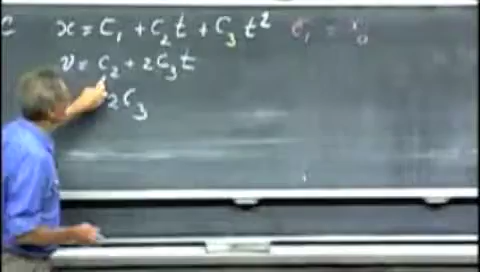 C x = C₁ + C₂t + C₃t² C₁ = x₀
v = C₂ + 2C₃t
2C₃